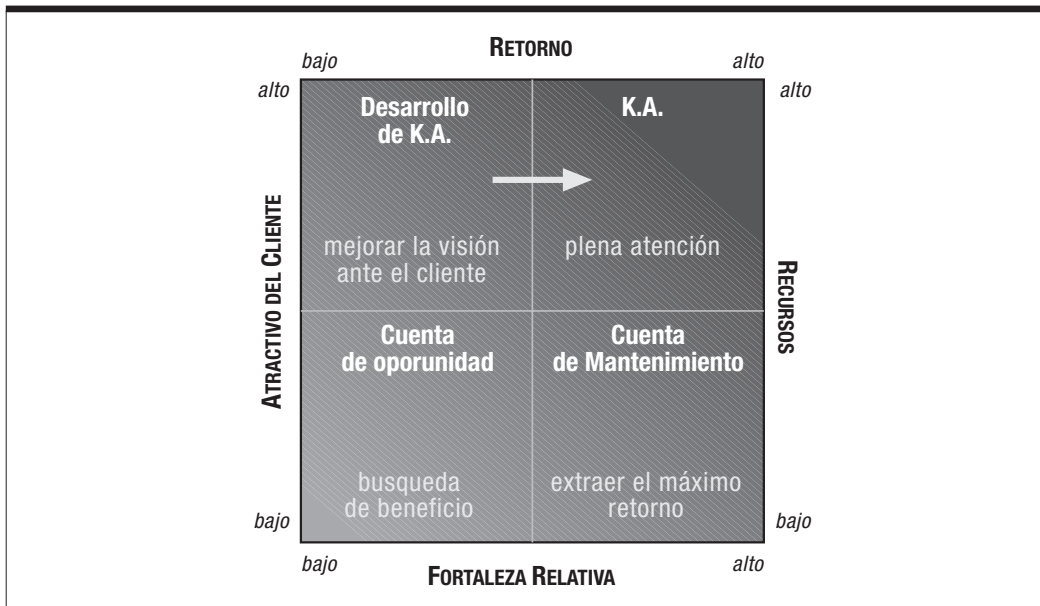 RETORNO
bajo
alto
alto
alto
Desarrollo
de K.A.
K.A.
mejorar la visión
ante el cliente
plena atención
ATRACTIVO DEL CLIENTE
RECURSOS
Cuenta
de oporunidad
Cuenta
de Mantenimiento
busqueda
de beneficio
extraer el máximo
retorno
bajo
bajo
bajo
alto
FORTALEZA RELATIVA